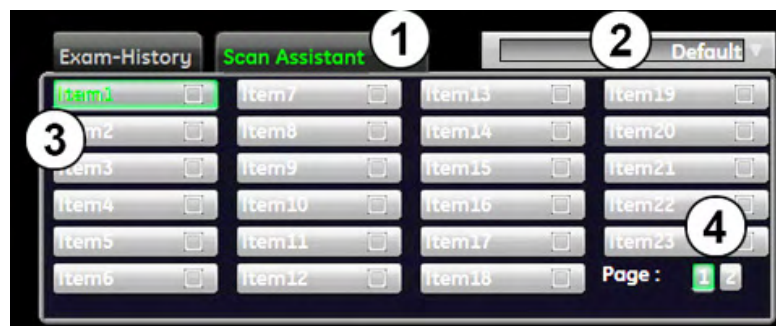 1
2
Exam-History Scan Assistant Default
Item1 Item7 Item13 Item19
3
Item8 Item14 Item20
Item3 Item9 Item15 Item21
Item4 Item10 Item16 Item22
4
Item5 Item11 Item17 Item23
Item6 Item12 Item18 Page : 1 2